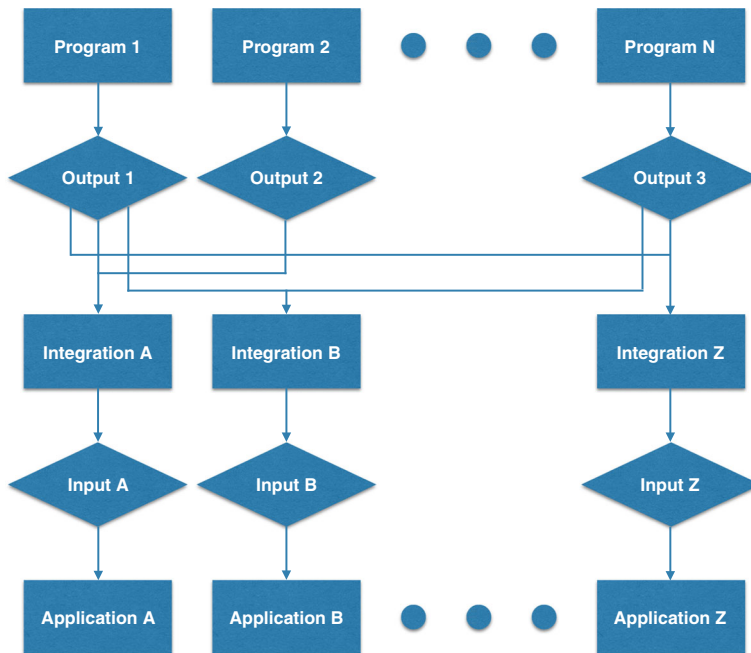 Program 1
Program 2
Program N
Output 1
Output 2
Output 3
Integration A
Integration B
Integration Z
Input A
Input B
Input Z
Application A
Application B
Application Z